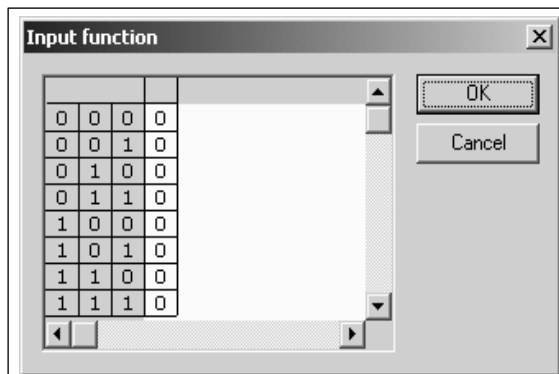 Input function
OK
Cancel
0 0 0 0
0 0 1 0
0 1 0 0
0 1 1 0
1 0 0 0
1 0 1 0
1 1 0 0
1 1 1 0